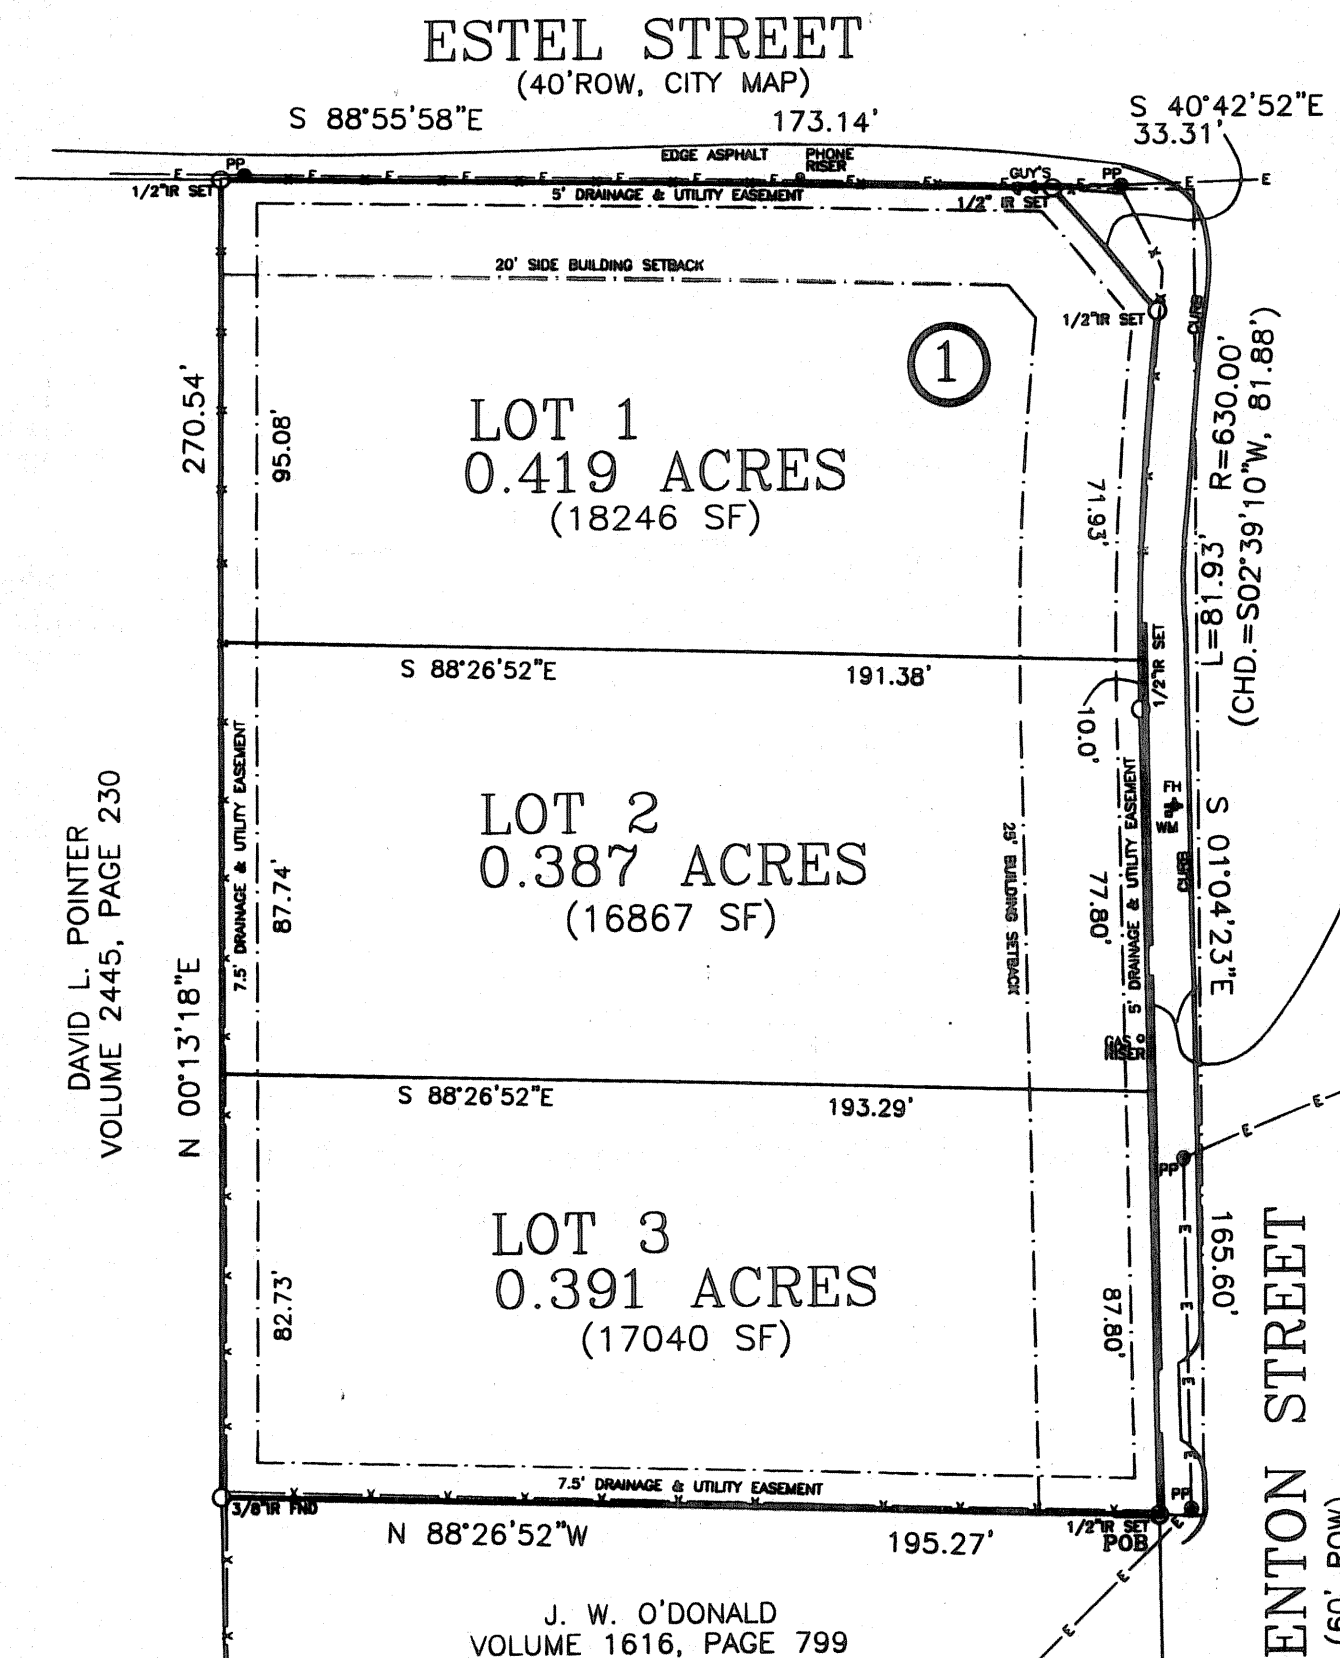 ESTEL STREET
(40'ROW, CITY MAP)
S 88°55'58"E
173.14'
S 40°42'52"E
33.31'
PP
E
E
E
E
E
E
E
E
E
E
EDGE ASPHALT
PHONE
RISER
GUY'S
PP
E
E
1/2"IR SET
5' DRAINAGE & UTILITY EASEMENT
1/2" IR SET
20' SIDE BUILDING SETBACK
1/2"IR SET
CURB
1
270.54'
95.08'
LOT 1
0.419 ACRES
(18246 SF)
71.93'
L=81.93' R=630.00'
(CHD.=S02°39'10"W, 81.88')
S 88°26'52"E
191.38'
1/2"IR SET
10.0'
DAVID L. POINTER
VOLUME 2445, PAGE 230
N 00°13'18"E
7.5' DRAINAGE & UTILITY EASEMENT
87.74'
LOT 2
0.387 ACRES
(16867 SF)
25' BUILDING SETBACK
77.80'
5' DRAINAGE & UTILITY EASEMENT
FH
WM
CURB
S 01°04'23"E
GAS
RISER
S 88°26'52"E
193.29'
E
E
PP
82.73'
LOT 3
0.391 ACRES
(17040 SF)
87.80'
E
E
E
E
165.60'
ENTON STREET
(60' ROW)
7.5' DRAINAGE & UTILITY EASEMENT
PP
3/8"IR FND
1/2"IR SET
POB
N 88°26'52"W
195.27'
E
E
E
J. W. O'DONALD
VOLUME 1616, PAGE 799